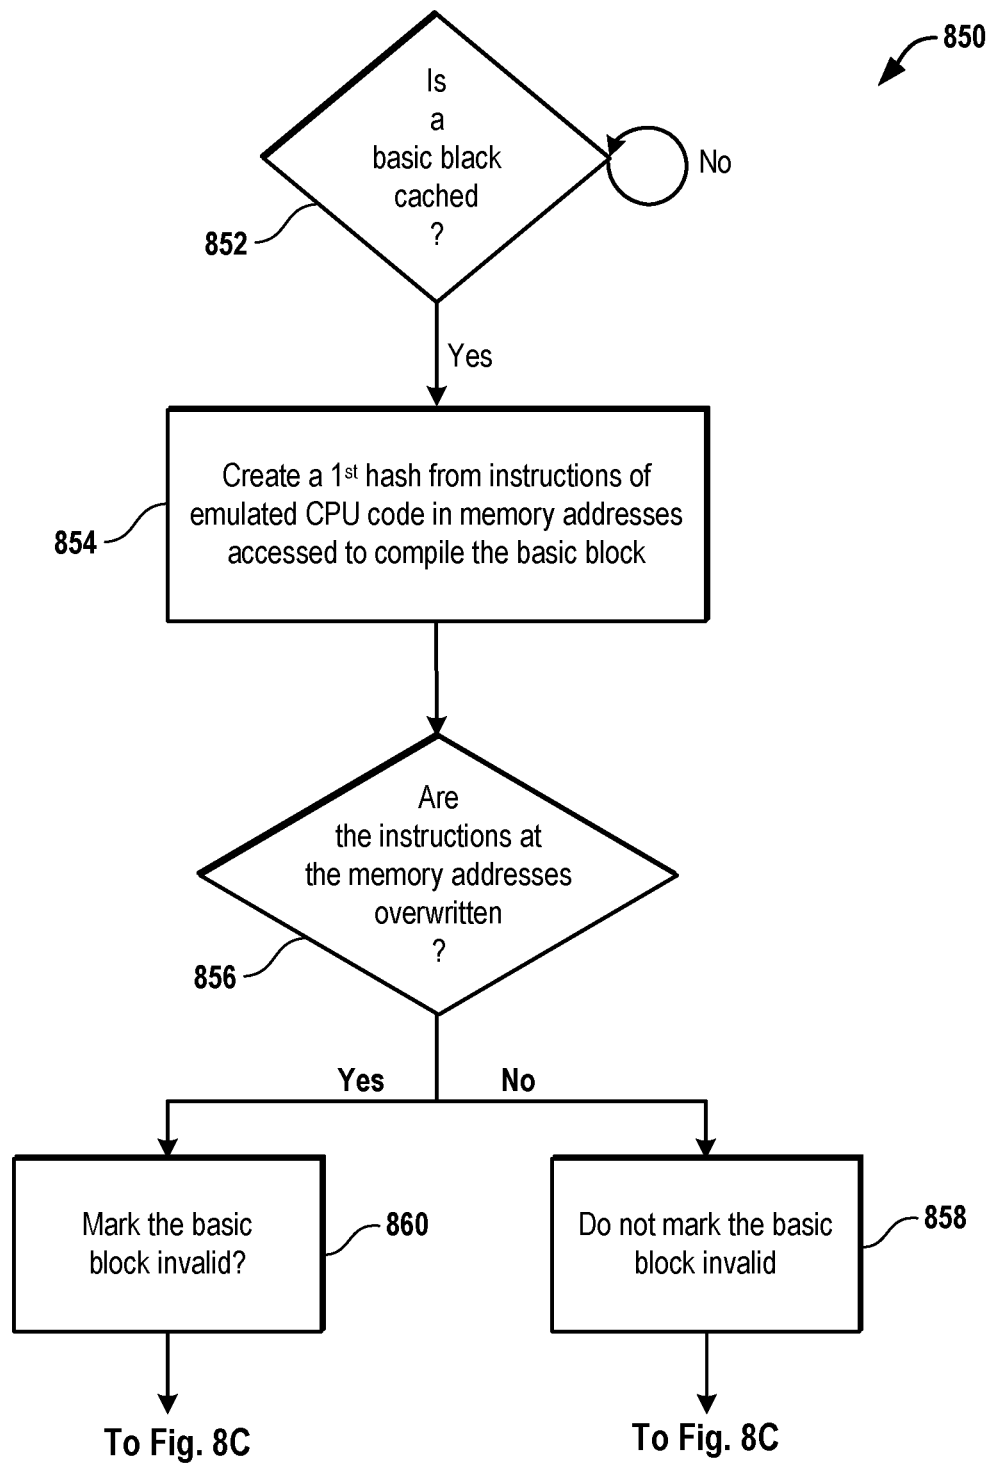 850
Is
a
basic black
cached
?
No
852
Yes
Create a 1st hash from instructions of
emulated CPU code in memory addresses
accessed to compile the basic block
854
Are
the instructions at
the memory addresses
overwritten
?
856
Yes
No
Mark the basic
block invalid?
860
Do not mark the basic
block invalid
858
To Fig. 8C
To Fig. 8C